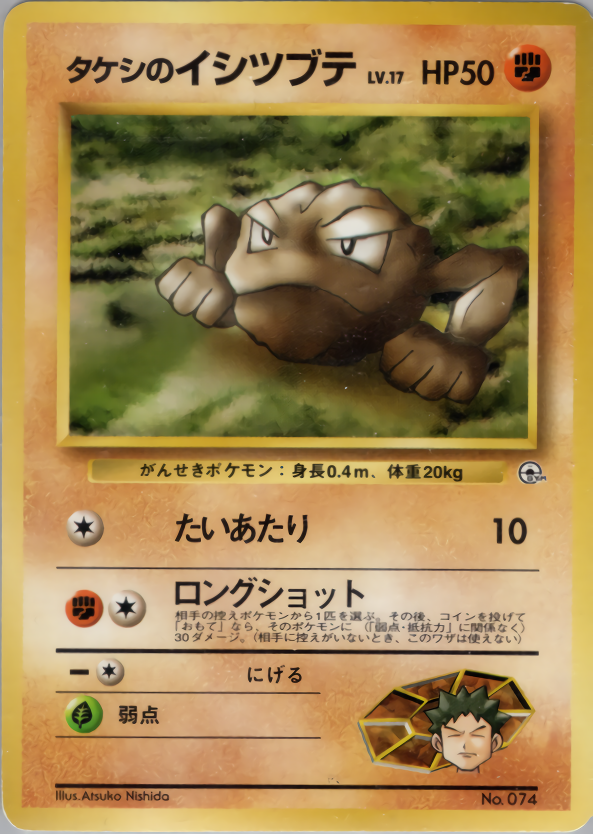 タケシのイシツブテ LV.17 HP50
がんせきポケモン：身長0.4m、体重20kg
GYM
たいあたり 10
ロングショット
相手の控えポケモンから1匹を選ぶ。その後、コインを投げて
「おもて」なら、そのポケモンに（「弱点・抵抗力」に関係なく）
30ダメージ。（相手に控えがいないとき、このワザは使えない）
にげる
弱点
Illus.Atsuko Nishida No. 074